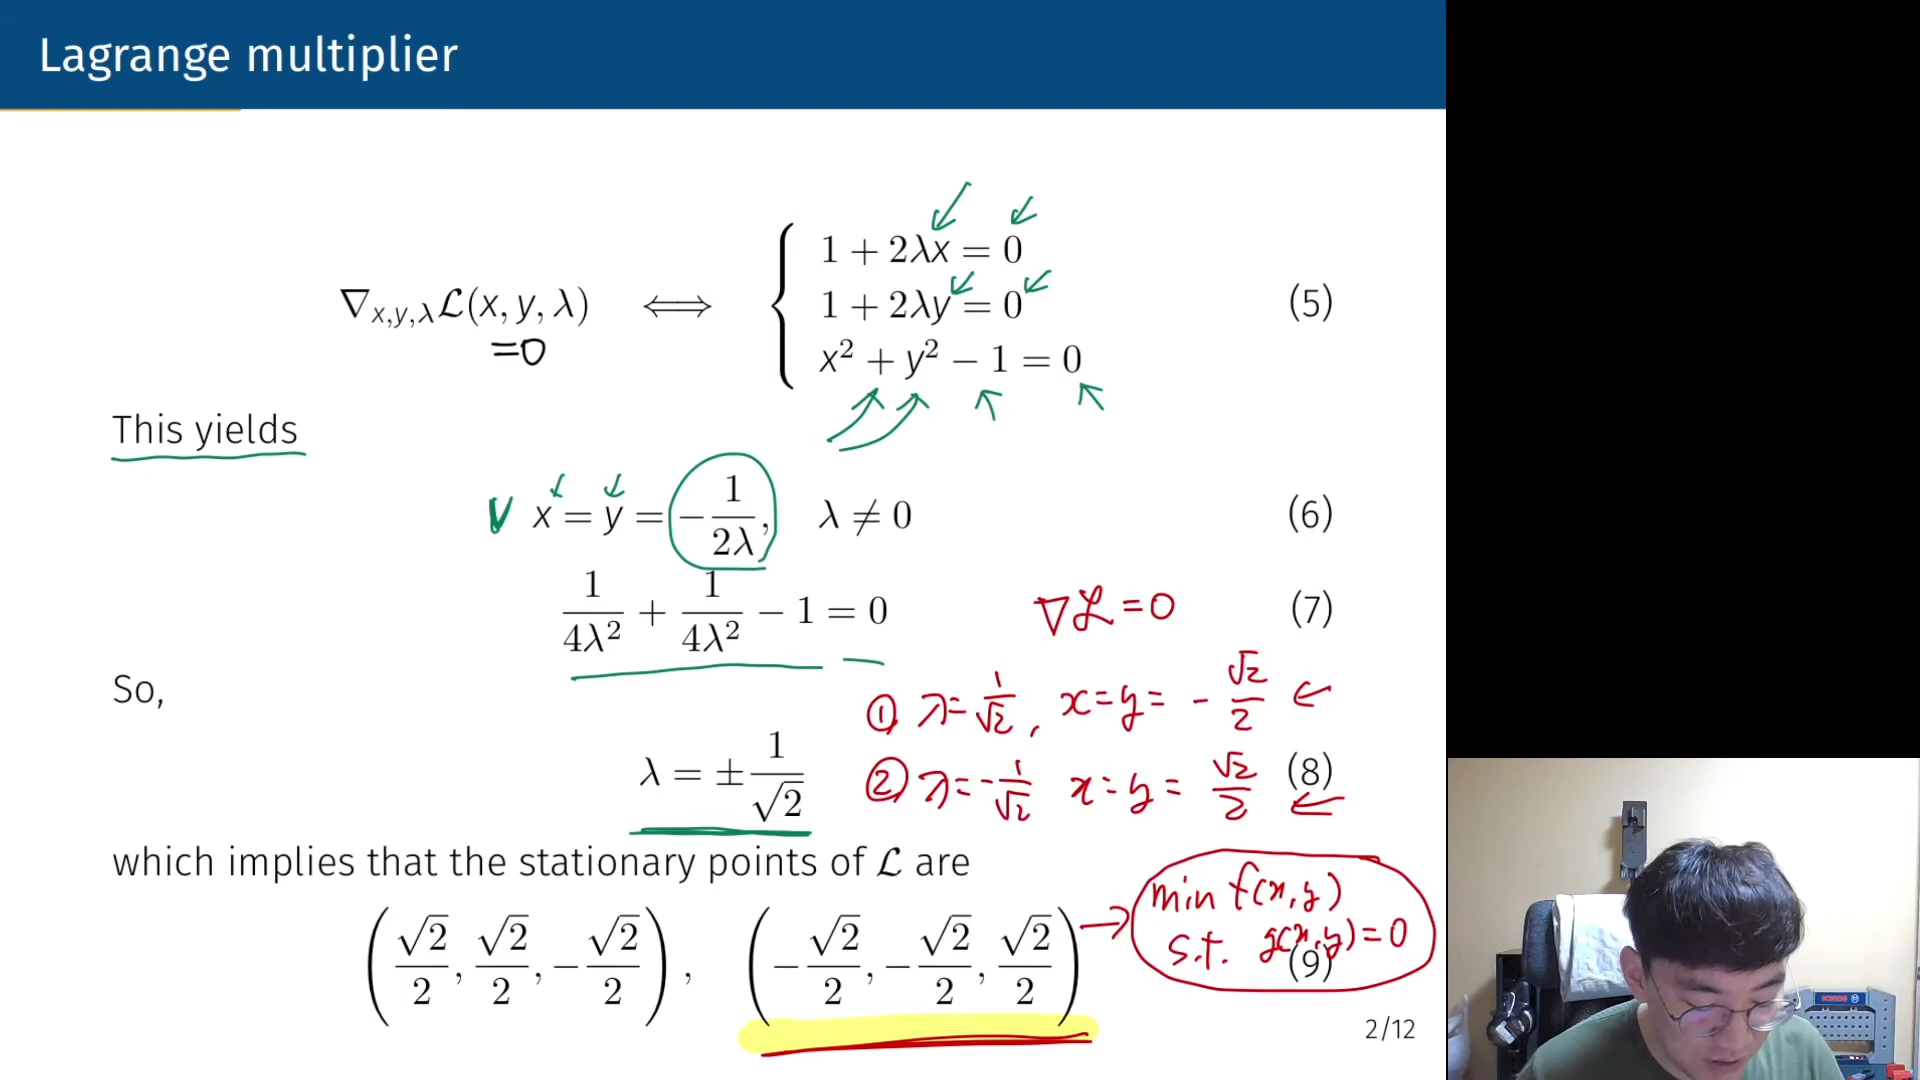 Lagrange multiplier
1 + 2λx = 0
∇x,y,λ ℒ(x, y, λ) ⟺ { 1 + 2λy = 0 (5)
=0
x² + y² − 1 = 0
This yields
V x = y = −1/2λ, λ ≠ 0 (6)
1/4λ² + 1/4λ² − 1 = 0 (7)
∇ℒ = 0
So,
① λ = 1/√2, x = y = −√2/2
λ = ±1/√2 (8)
② λ = −1/√2 x = y = √2/2
which implies that the stationary points of ℒ are
(√2/2, √2/2, −√2/2), (−√2/2, −√2/2, √2/2) (9)
→ min f(x,y)
s.t. g(x,y) = 0
2/12
BOSCH